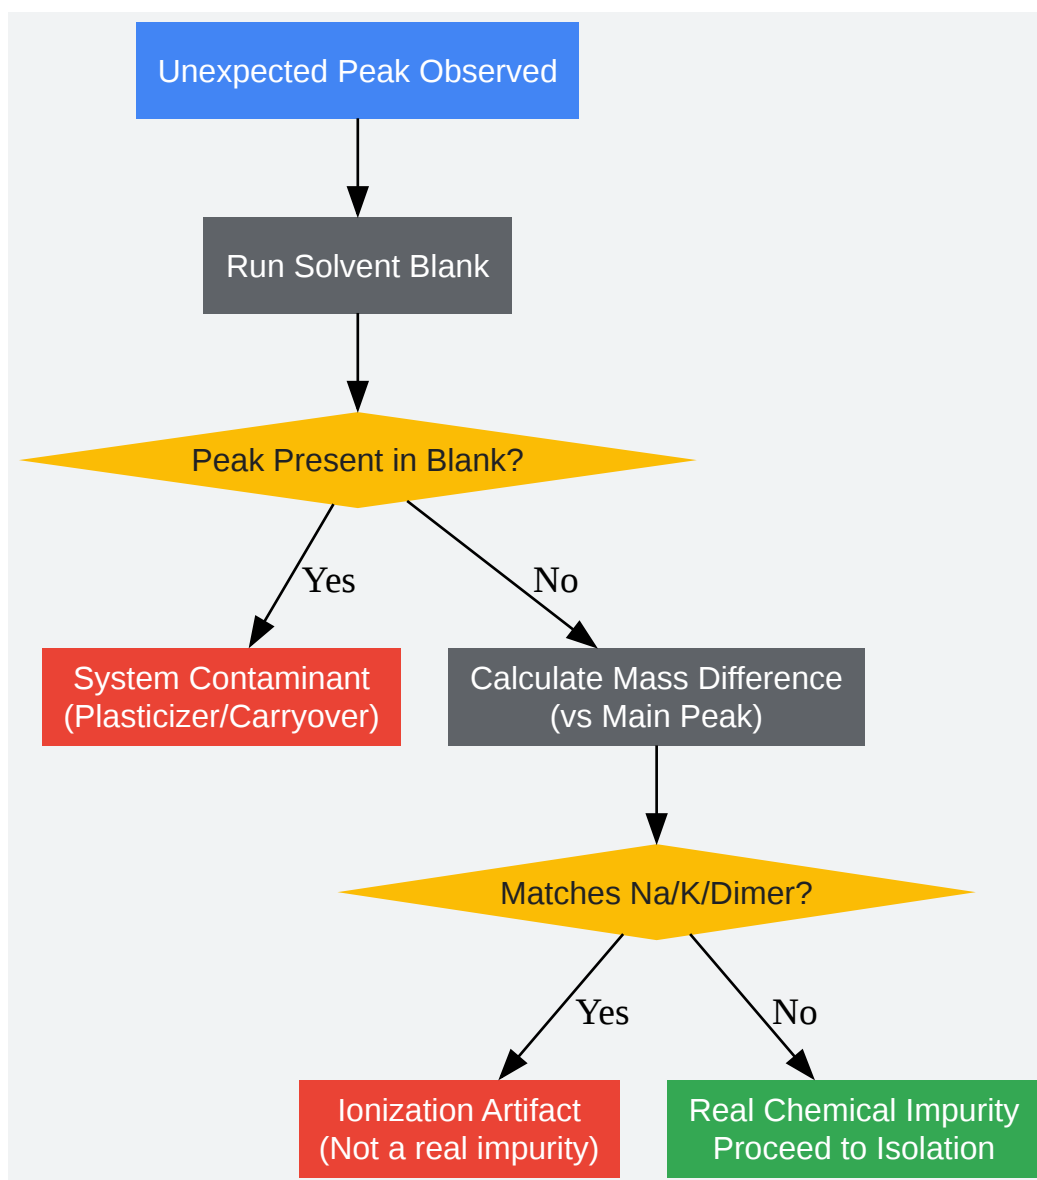 Unexpected Peak Observed
Run Solvent Blank
Peak Present in Blank?
Yes
No
System Contaminant
(Plasticizer/Carryover)
Calculate Mass Difference
(vs Main Peak)
Matches Na/K/Dimer?
Yes
No
Ionization Artifact
(Not a real impurity)
Real Chemical Impurity
Proceed to Isolation